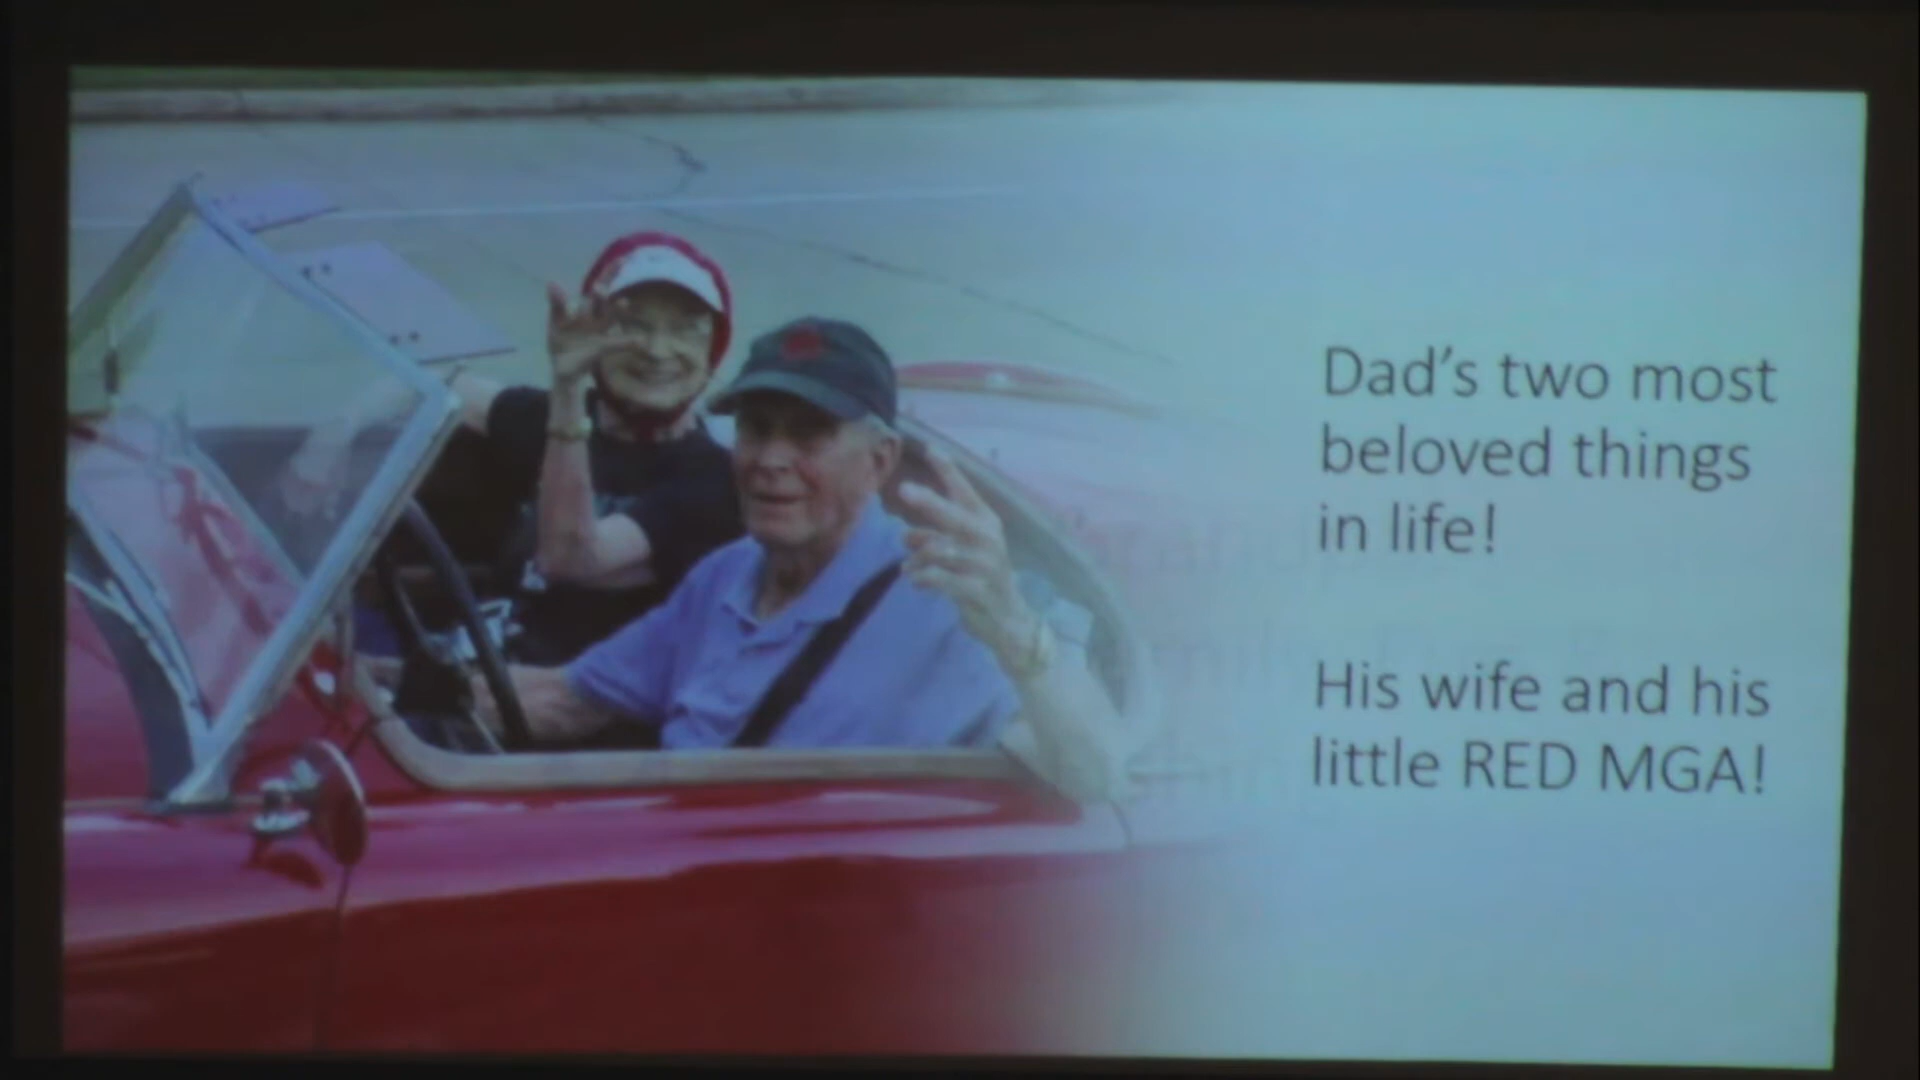 Dad's two most
beloved things
in life!
His wife and his
little RED MGA!